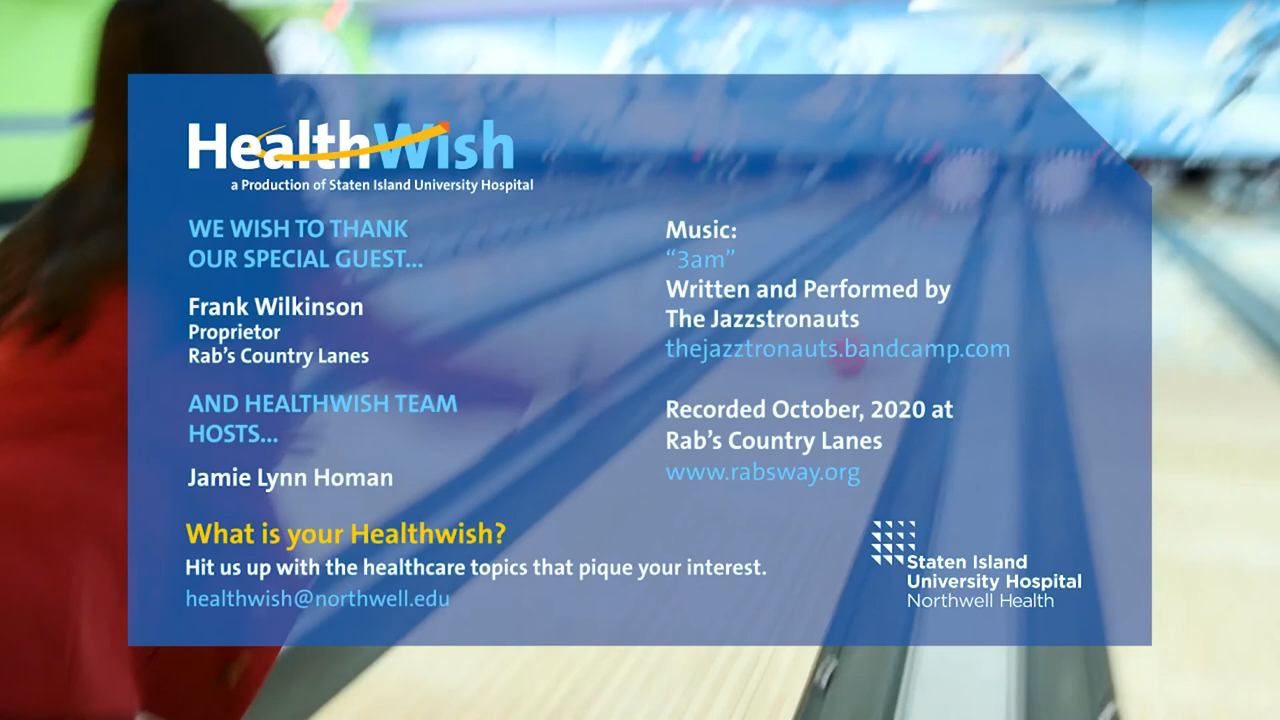 HealthWish
a Production of Staten Island University Hospital
WE WISH TO THANK
OUR SPECIAL GUEST...
Frank Wilkinson
Proprietor
Rab's Country Lanes
AND HEALTHWISH TEAM
HOSTS...
Jamie Lynn Homan
Music:
“3am”
Written and Performed by
The Jazzstronauts
thejazztronauts.bandcamp.com
Recorded October, 2020 at
Rab's Country Lanes
www.rabsway.org
What is your Healthwish?
Hit us up with the healthcare topics that pique your interest.
healthwish@northwell.edu
Staten Island
University Hospital
Northwell Health